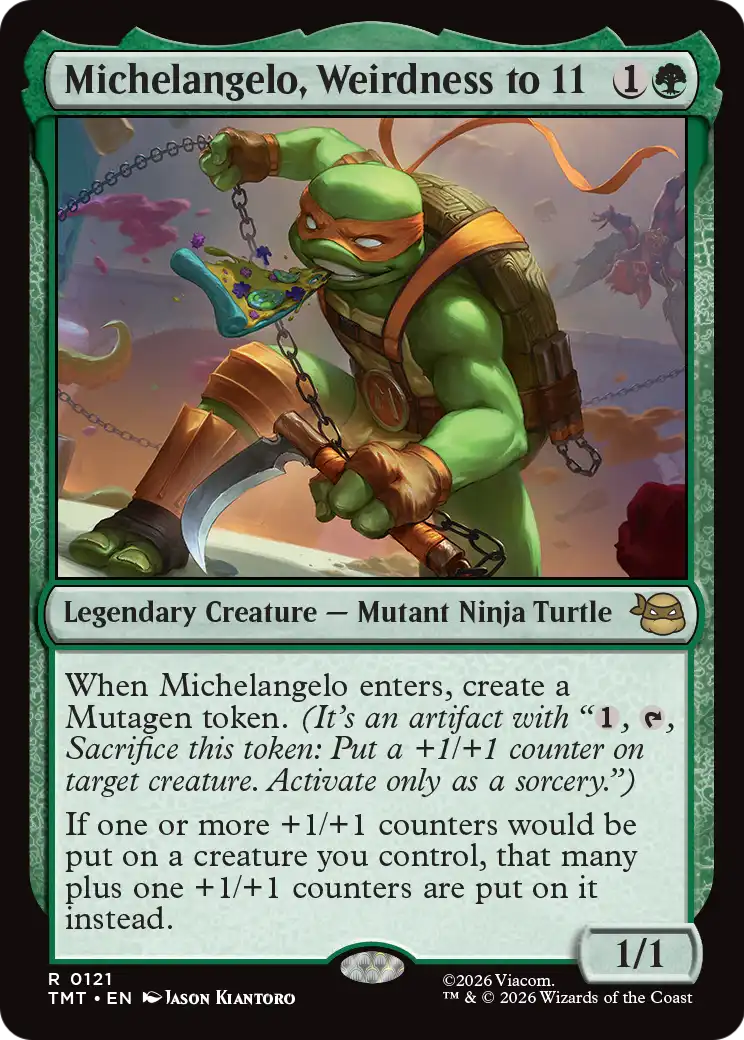 Michelangelo, Weirdness to 11 1
Legendary Creature — Mutant Ninja Turtle
When Michelangelo enters, create a
Mutagen token. (It's an artifact with “1, ,
Sacrifice this token: Put a +1/+1 counter on
target creature. Activate only as a sorcery.”)
If one or more +1/+1 counters would be
put on a creature you control, that many
plus one +1/+1 counters are put on it
instead.
1/1
R 0121
TMT • EN Jason Kiantoro
©2026 Viacom.
™ & © 2026 Wizards of the Coast